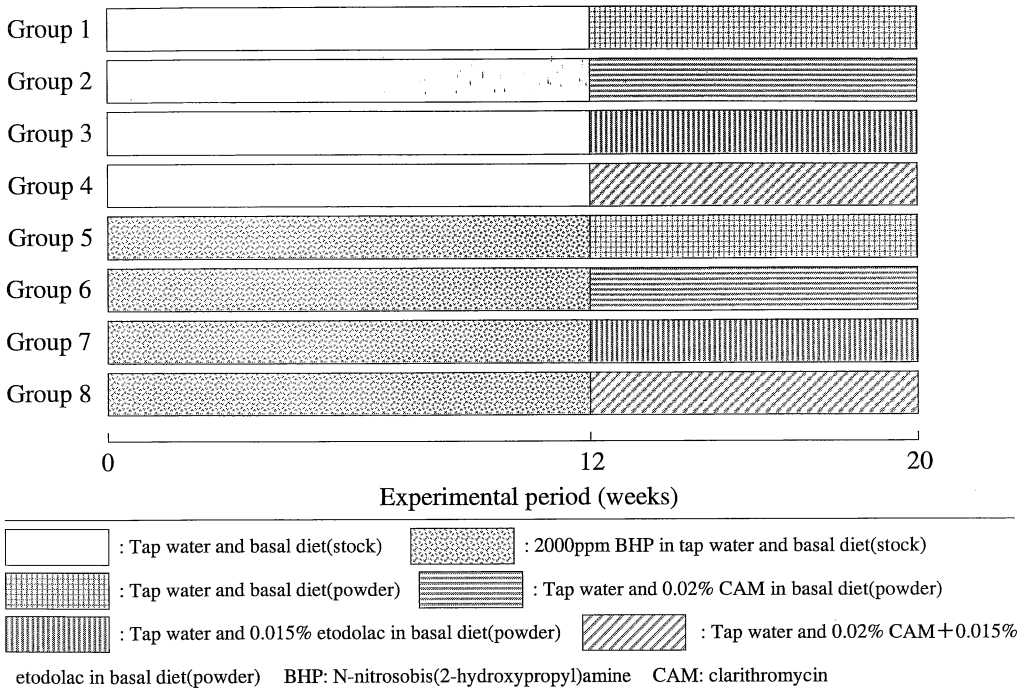 Group 1
Group 2
Group 3
Group 4
Group 5
Group 6
Group 7
Group 8
0 12 20
Experimental period (weeks)
: Tap water and basal diet(stock) : 2000ppm BHP in tap water and basal diet(stock)
: Tap water and basal diet(powder) : Tap water and 0.02% CAM in basal diet(powder)
: Tap water and 0.015% etodolac in basal diet(powder) : Tap water and 0.02% CAM+0.015%
etodolac in basal diet(powder) BHP: N-nitrosobis(2-hydroxypropyl)amine CAM: clarithromycin